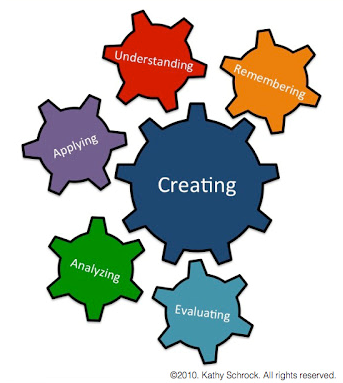 Understanding
Remembering
Applying
Creating
Analyzing
Evaluating
©2010. Kathy Schrock. All rights reserved.